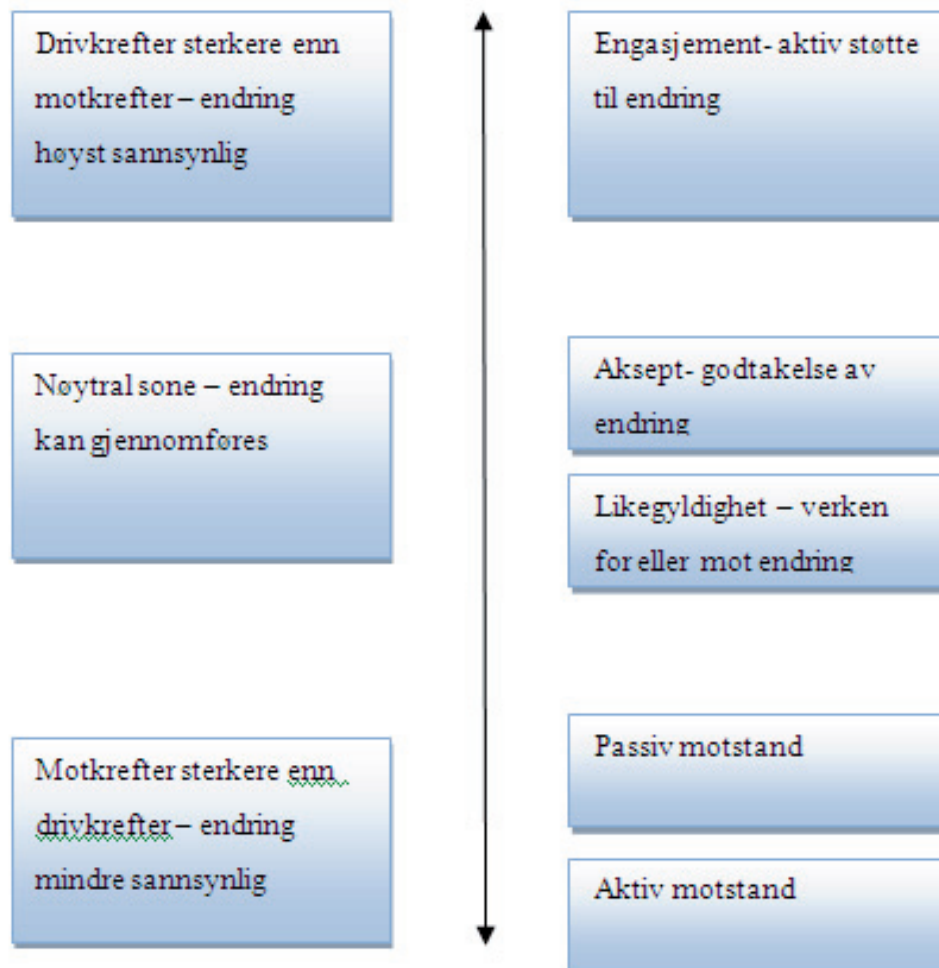 Drivkrefter sterkere enn
motkrefter – endring
høyst sannsynlig
Engasjement- aktiv støtte
til endring
Nøytral sone – endring
kan gjennomføres
Aksept- godtakelse av
endring
Likegyldighet – verken
for eller mot endring
Motkrefter sterkere enn
drivkrefter – endring
mindre sannsynlig
Passiv motstand
Aktiv motstand